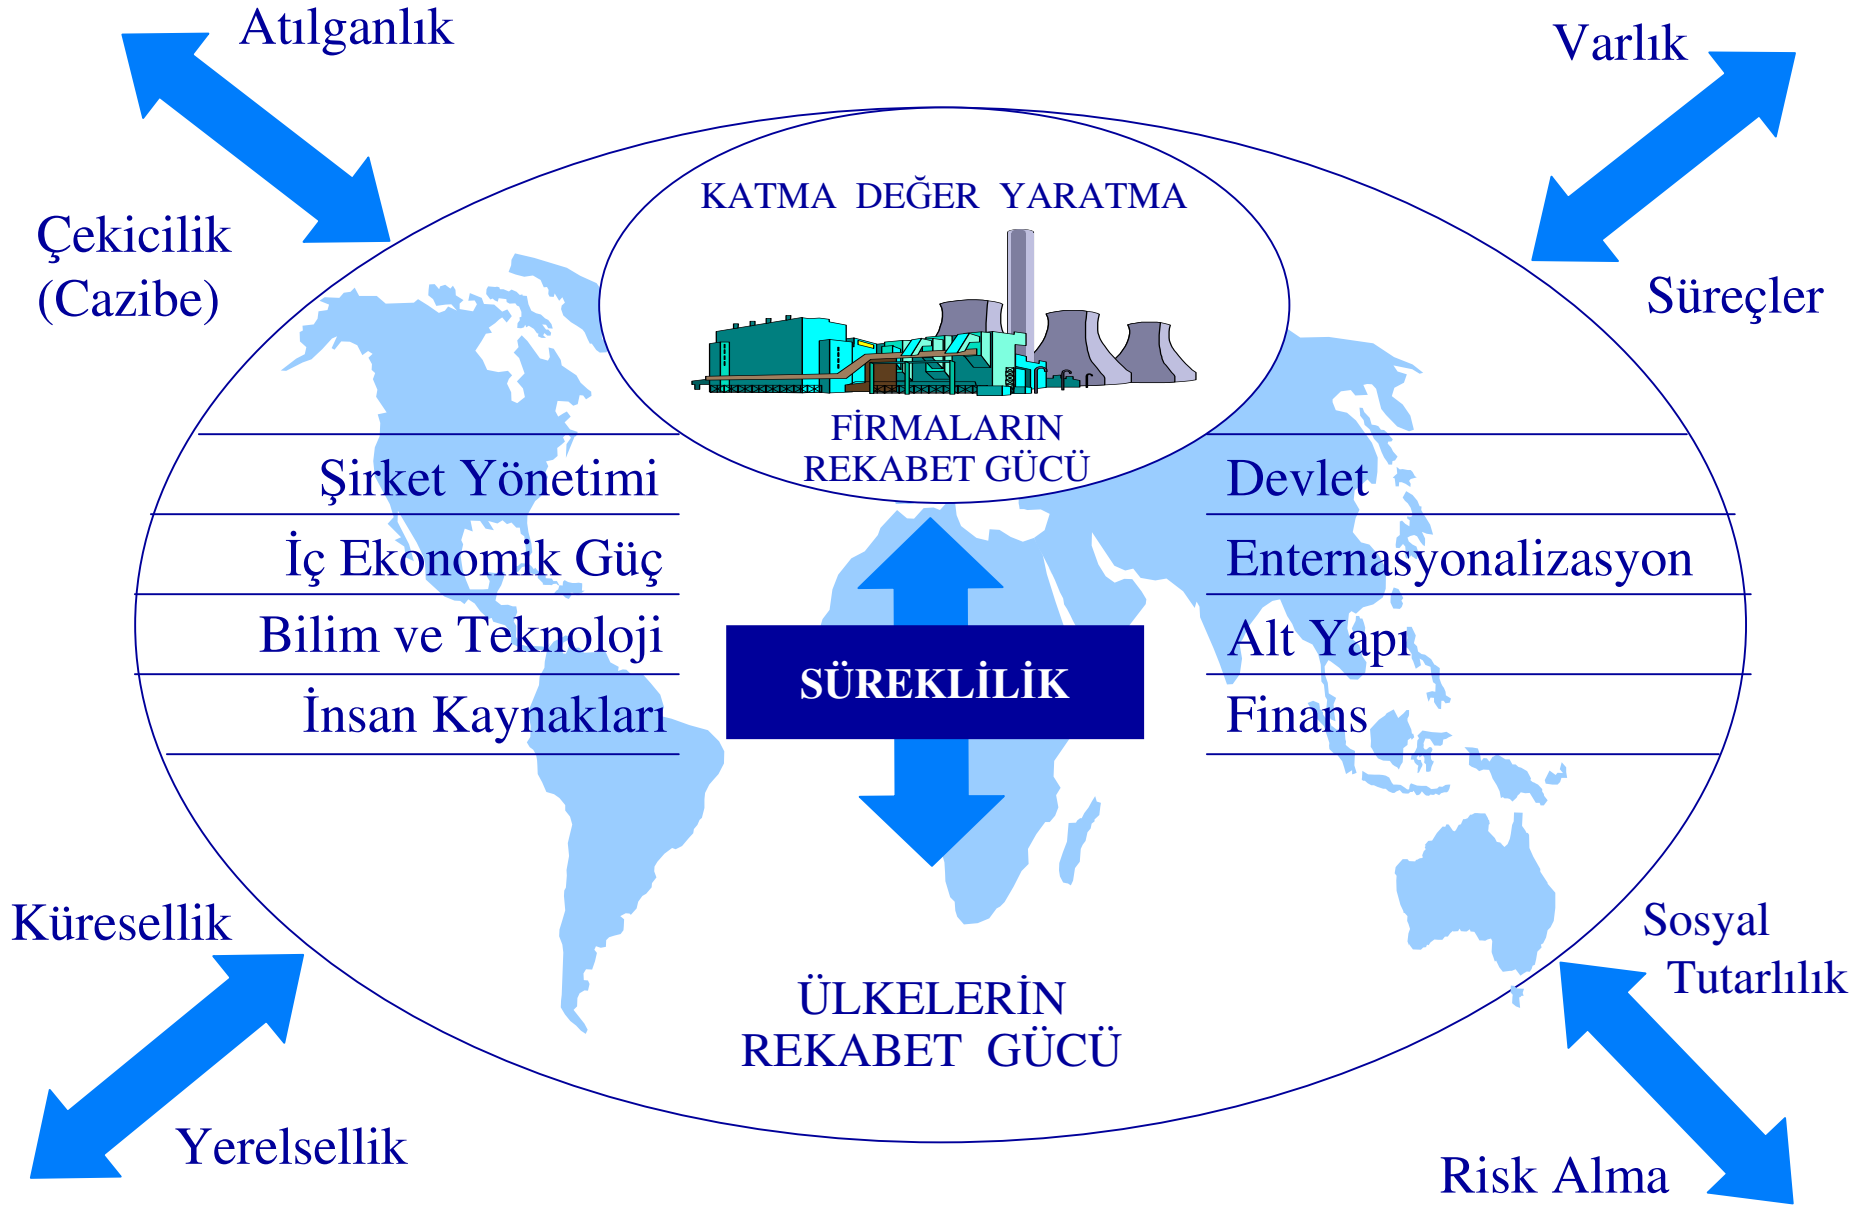 Atılganlık
Varlık
Çekicilik
(Cazibe)
Süreçler
KATMA DEĞER YARATMA
FİRMALARIN
REKABET GÜCÜ
Şirket Yönetimi
İç Ekonomik Güç
Bilim ve Teknoloji
İnsan Kaynakları
Devlet
Enternasyonalizasyon
Alt Yapı
Finans
SÜREKLİLİK
Küresellik
Yerelsellik
ÜLKELERİN
REKABET GÜCÜ
Sosyal
Tutarlılık
Risk Alma